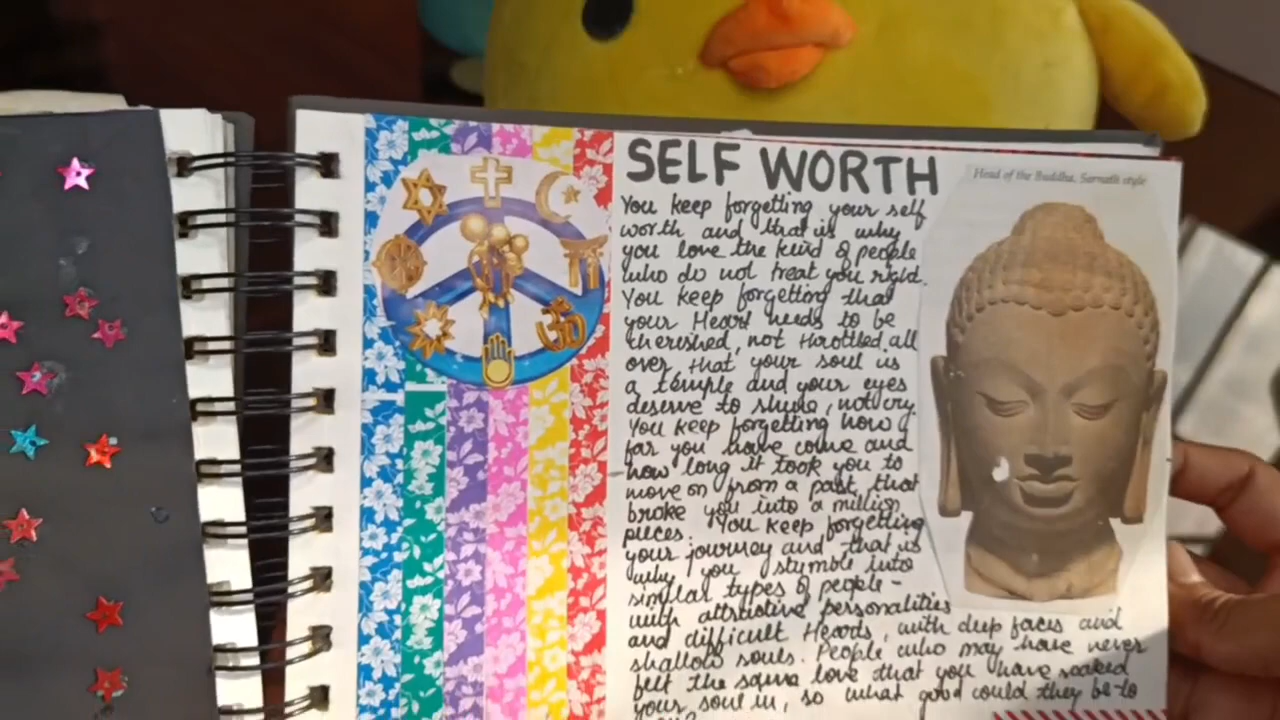 SELF WORTH
Head of the Buddha, Sarnath style
You keep forgetting your self
worth and that is why
you love the kind of people
who do not treat you right.
You keep forgetting that
your Heart needs to be
cherished, not throttled all
over that your soul is
a temple and your eyes
deserve to shine, not cry.
You keep forgetting how
far you have come and
how long it took you to
move on from a past, that
broke you into a million
pieces. You keep forgetting
your journey and that is
why you stumble into
similar types of people -
with attractive personalities
and difficult Hearts, with deep faces and
shallow souls. People who may have never
felt the same love that you have soaked
your soul in, so what good could they be to
you?